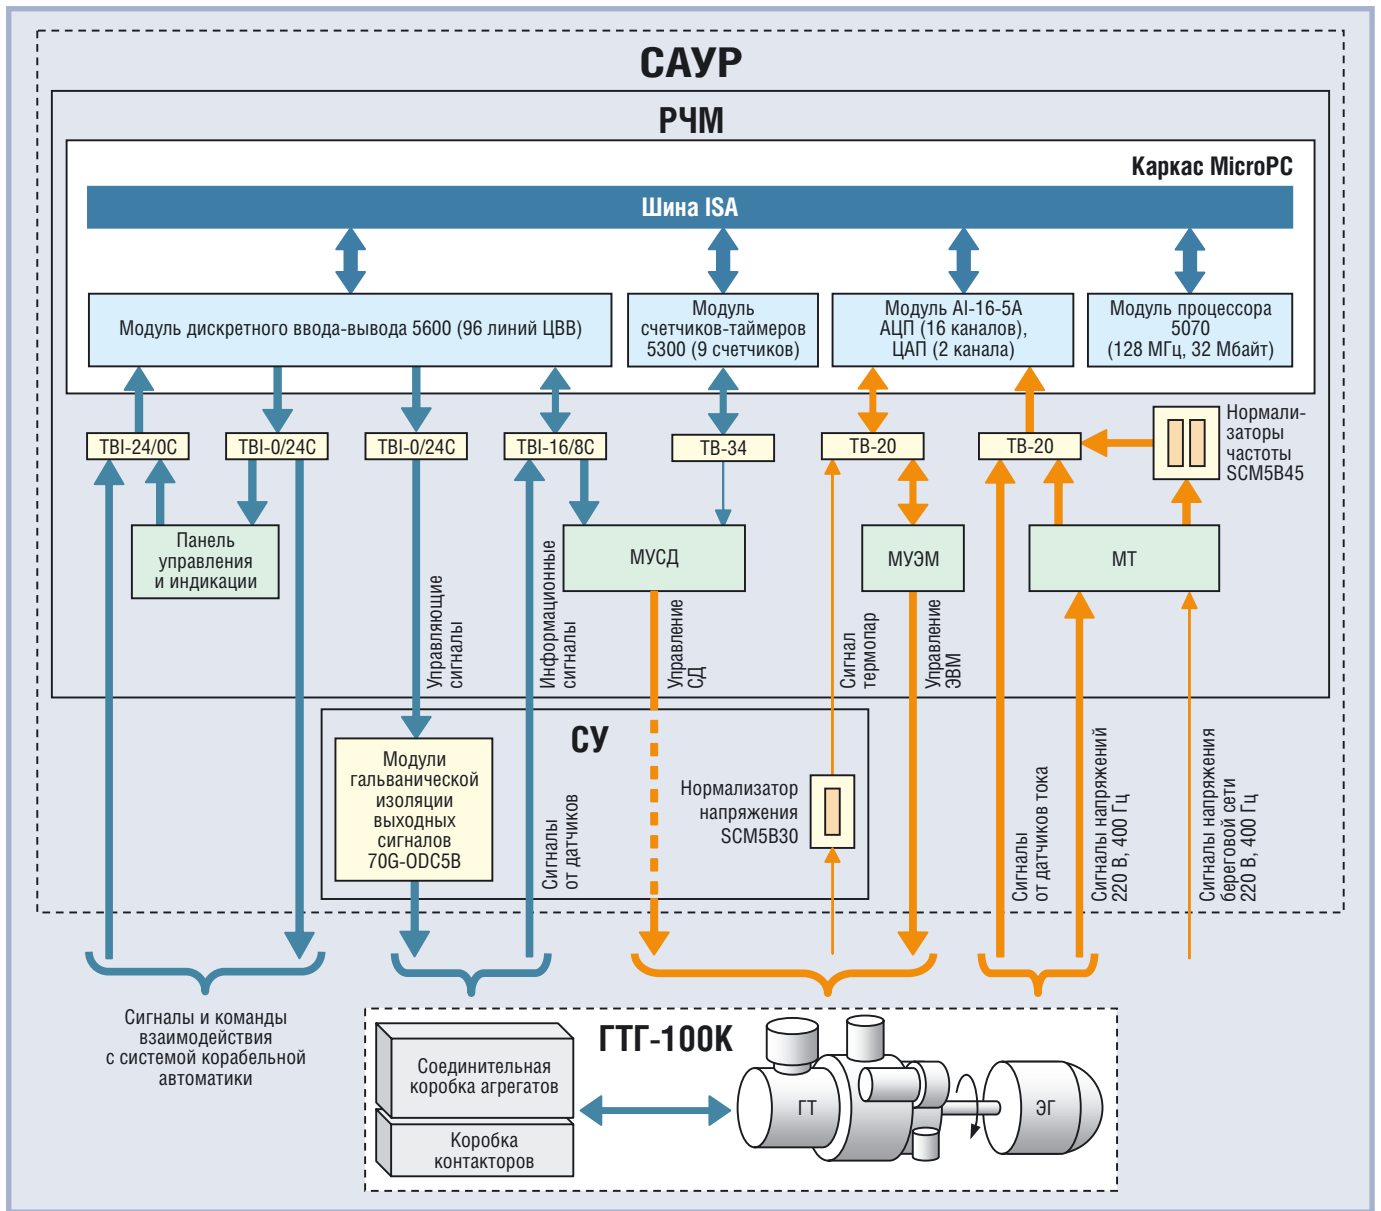 САУР
РЧМ
Каркас MicroPC
Шина ISA
Модуль дискретного ввода-вывода 5600 (96 линий ЦВВ)
Модуль
счетчиков-таймеров
5300 (9 счетчиков)
Модуль AI-16-5A
АЦП (16 каналов),
ЦАП (2 канала)
Модуль процессора
5070
(128 МГц, 32 Мбайт)
TBI-24/0C
TBI-0/24C
TBI-0/24C
TBI-16/8C
TB-34
TB-20
TB-20
Нормали-
заторы
частоты
SCM5B45
Панель
управления
и индикации
МУСД
МУЭМ
МТ
Управляющие
сигналы
Информационные
сигналы
Управление
СД
Сигнал
термопар
Управление
ЭВМ
СУ
Модули
гальванической
изоляции
выходных
сигналов
70G-ODC5B
Сигналы
от датчиков
Нормализатор
напряжения
SCM5B30
Сигналы
от датчиков тока
Сигналы напряжений
220 В, 400 Гц
Сигналы напряжения
береговой сети
220 В, 400 Гц
Сигналы и команды
взаимодействия
с системой корабельной
автоматики
ГТГ-100К
Соединительная
коробка агрегатов
Коробка
контакторов
ГТ
ЭГ